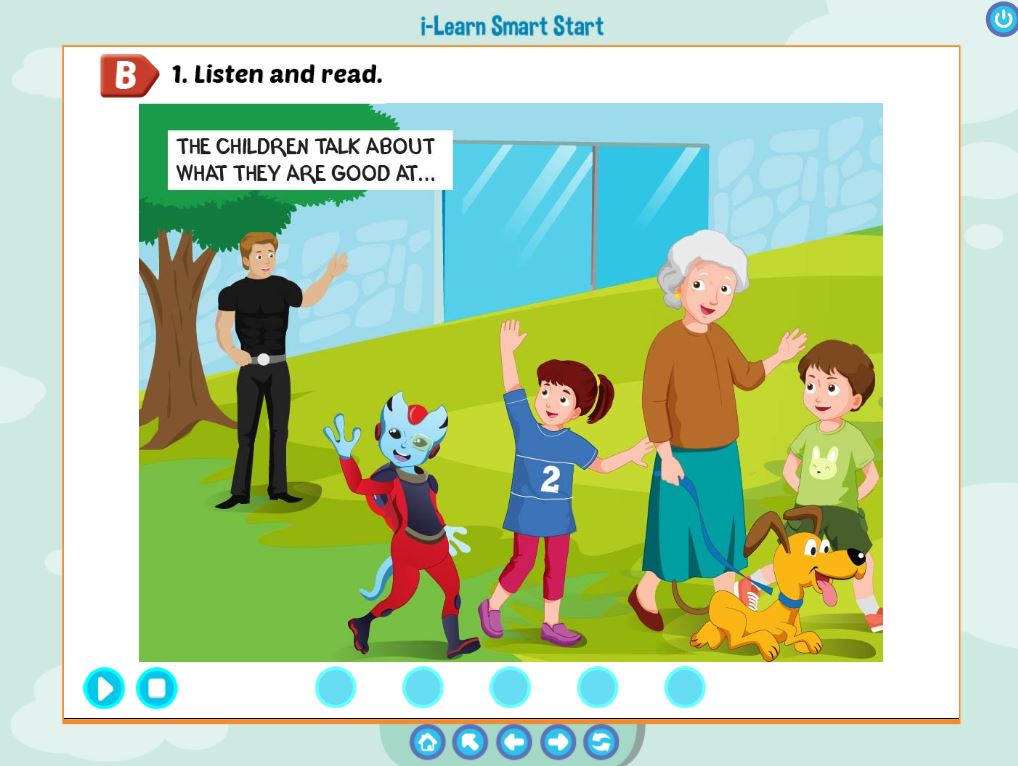 i-Learn Smart Start
B 1. Listen and read.
THE CHILDREN TALK ABOUT
WHAT THEY ARE GOOD AT...
2